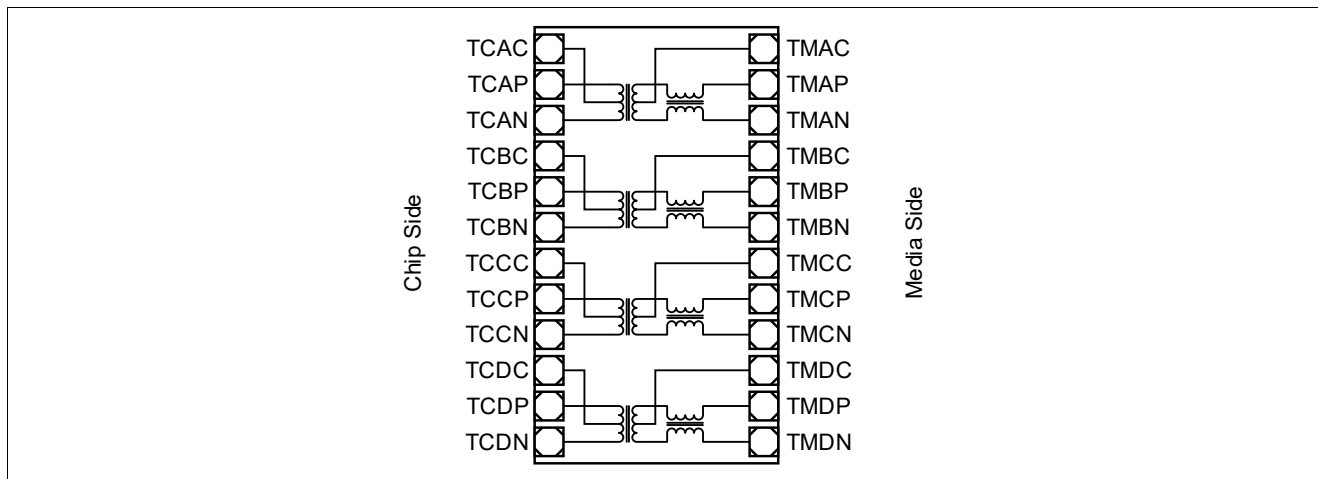 TCAC TMAC
TCAP TMAP
TCAN TMAN
TCBC TMBC
TCBP TMBP
TCBN TMBN
TCCC TMCC
TCCP TMCP
TCCN TMCN
TCDC TMDC
TCDP TMDP
TCDN TMDN
Chip Side
Media Side